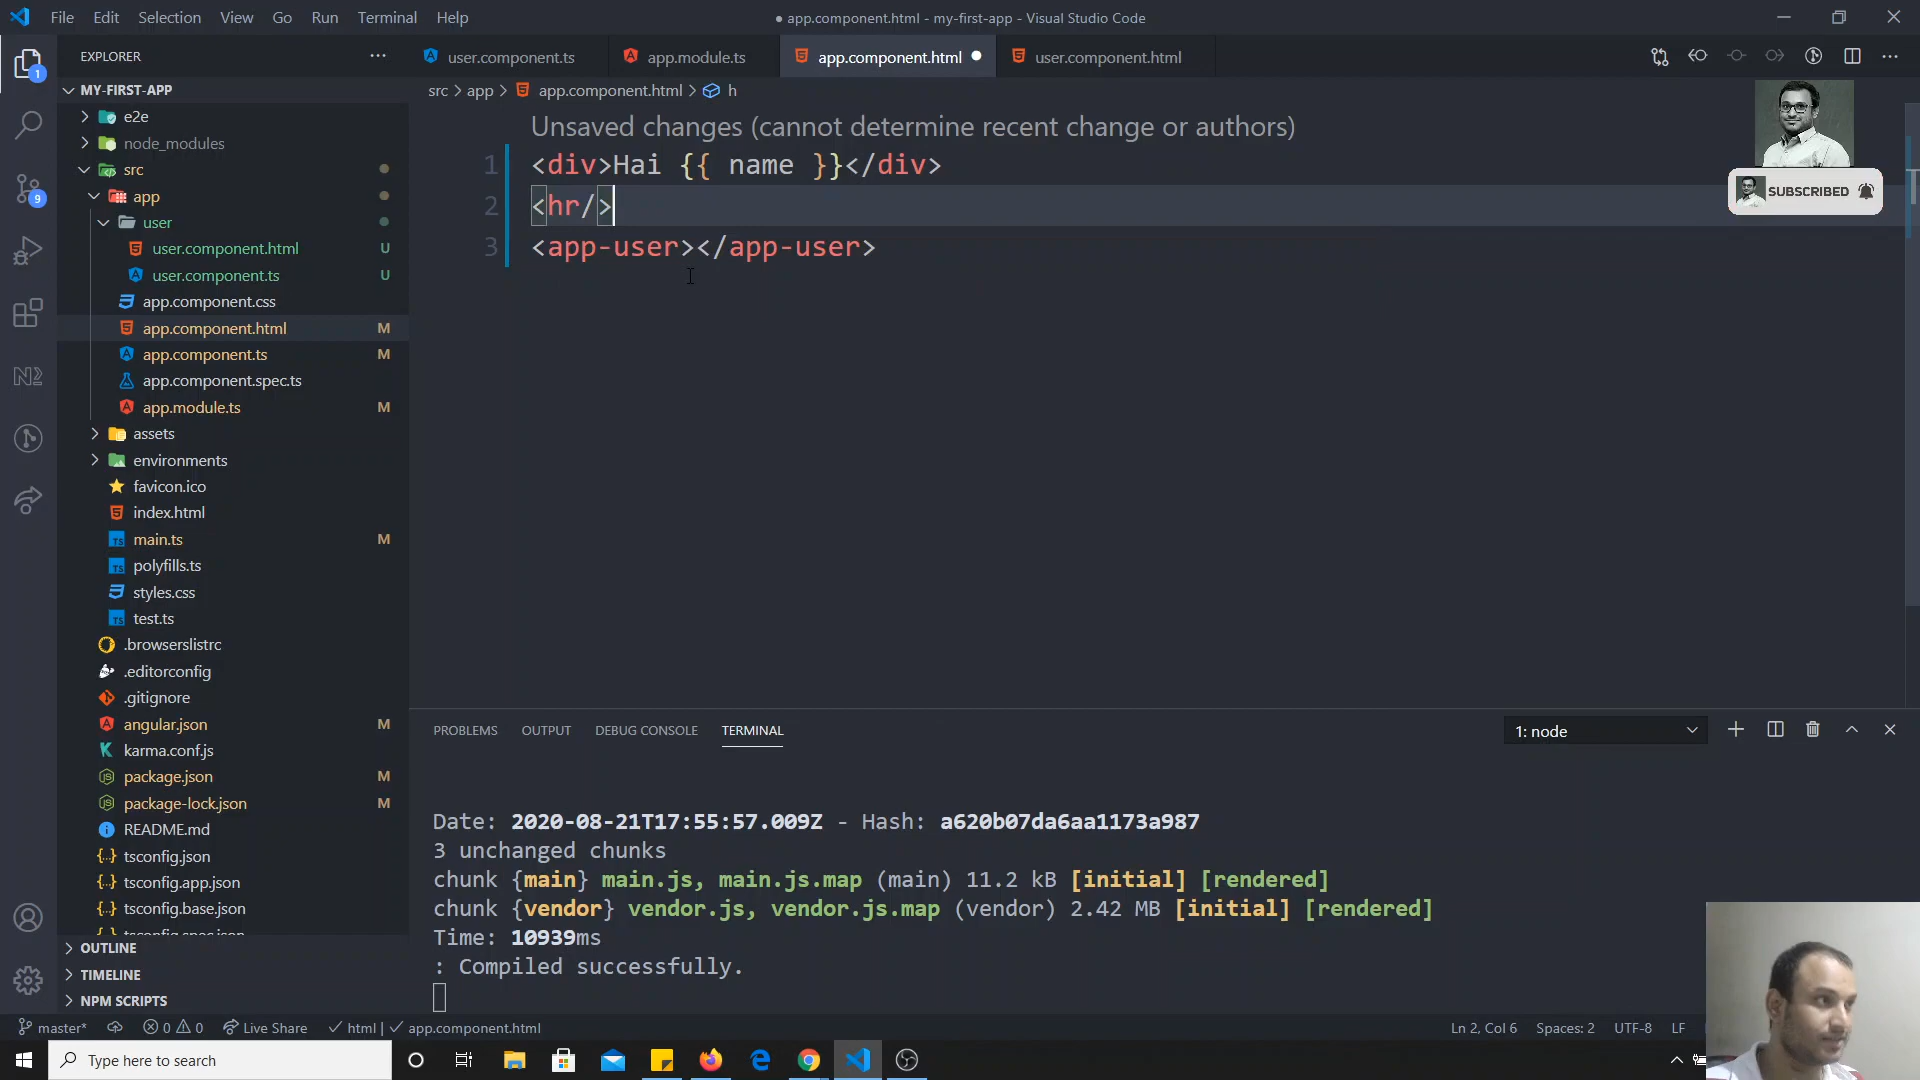 File Edit Selection View Go Run Terminal Help
● app.component.html - my-first-app - Visual Studio Code
EXPLORER
user.component.ts
app.module.ts
app.component.html
user.component.html
MY-FIRST-APP
src > app > app.component.html > h
e2e
node_modules
src
app
user
user.component.html U
user.component.ts U
app.component.css
app.component.html M
app.component.ts M
app.component.spec.ts
app.module.ts M
assets
environments
favicon.ico
index.html
main.ts M
polyfills.ts
styles.css
test.ts
.browserslistrc
.editorconfig
.gitignore
angular.json M
karma.conf.js
package.json M
package-lock.json M
README.md
tsconfig.json
tsconfig.app.json
tsconfig.base.json
tsconfig.spec.json
OUTLINE
TIMELINE
NPM SCRIPTS
1
9
Unsaved changes (cannot determine recent change or authors)
1 <div>Hai {{ name }}</div>
2 <hr/>
3 <app-user></app-user>
SUBSCRIBED
PROBLEMS OUTPUT DEBUG CONSOLE TERMINAL
1: node
Date: 2020-08-21T17:55:57.009Z - Hash: a620b07da6aa1173a987
3 unchanged chunks
chunk {main} main.js, main.js.map (main) 11.2 kB [initial] [rendered]
chunk {vendor} vendor.js, vendor.js.map (vendor) 2.42 MB [initial] [rendered]
Time: 10939ms
: Compiled successfully.
master* 0 0 Live Share html | app.component.html
Ln 2, Col 6 Spaces: 2 UTF-8 LF
Type here to search